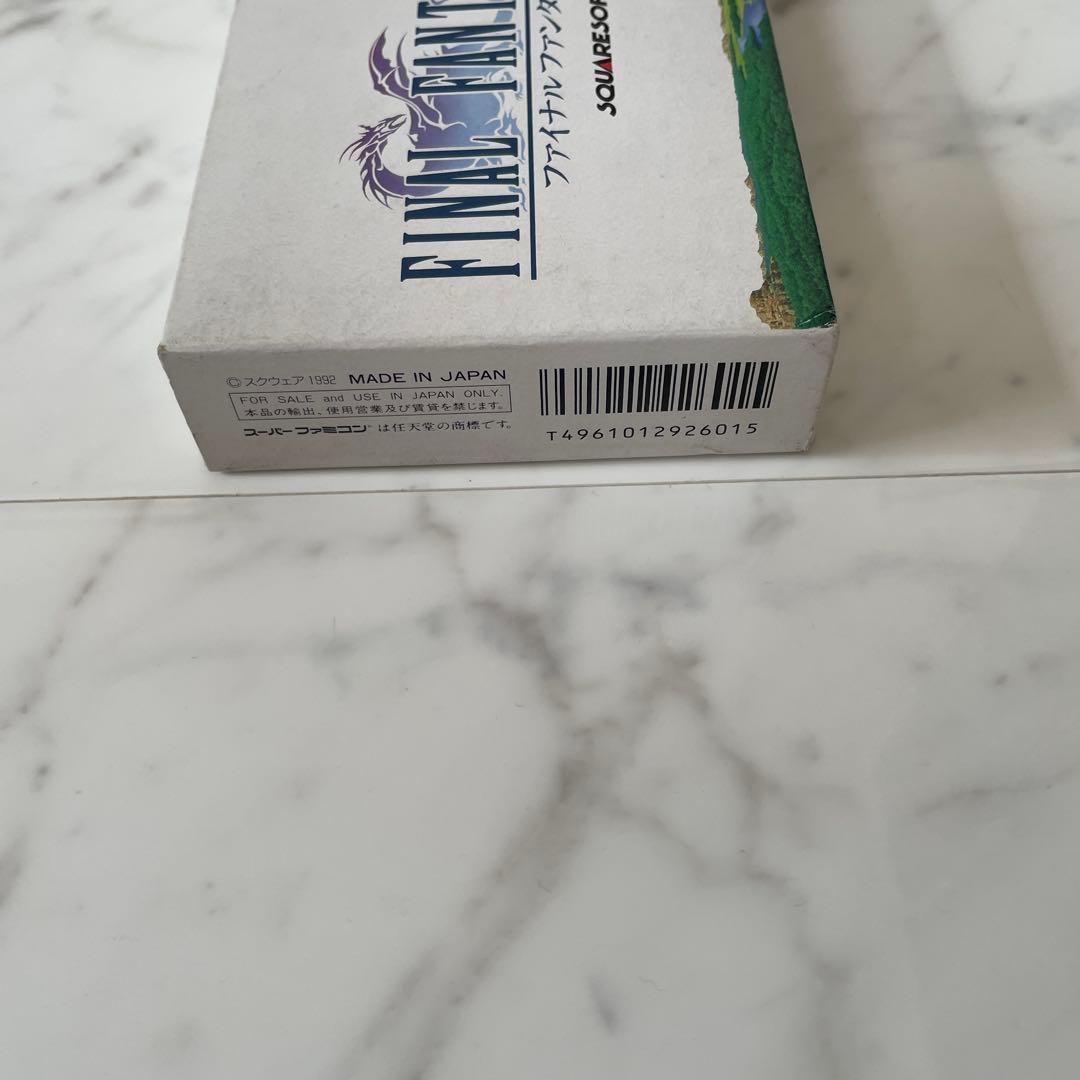 FINAL FANT
ファイナルファンタ
SQUARESOF
©スクウェア 1992 MADE IN JAPAN
FOR SALE and USE IN JAPAN ONLY.
本品の輸出、使用営業及び賃貸を禁じます。
スーパーファミコン®は任天堂の商標です。
T4961012926015